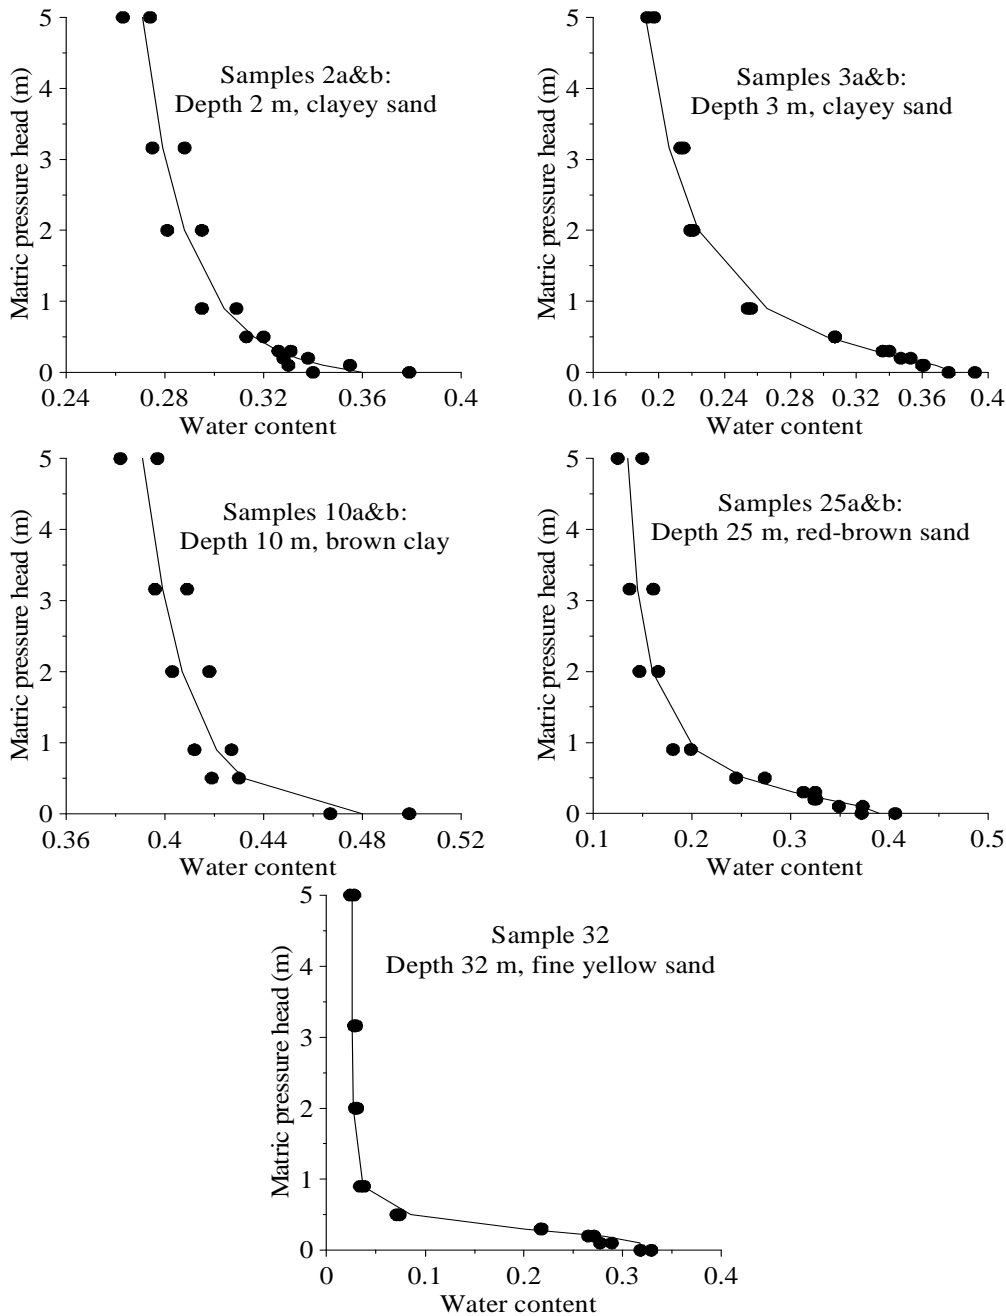 5
4
3
2
1
0
Matric pressure head (m)
Samples 2a&b:
Depth 2 m, clayey sand
0.24 0.28 0.32 0.36 0.4
Water content
5
4
3
2
1
0
Matric pressure head (m)
Samples 3a&b:
Depth 3 m, clayey sand
0.16 0.2 0.24 0.28 0.32 0.36 0.4
Water content
5
4
3
2
1
0
Matric pressure head (m)
Samples 10a&b:
Depth 10 m, brown clay
0.36 0.4 0.44 0.48 0.52
Water content
5
4
3
2
1
0
Matric pressure head (m)
Samples 25a&b:
Depth 25 m, red-brown sand
0.1 0.2 0.3 0.4 0.5
Water content
5
4
3
2
1
0
Matric pressure head (m)
Sample 32
Depth 32 m, fine yellow sand
0 0.1 0.2 0.3 0.4
Water content